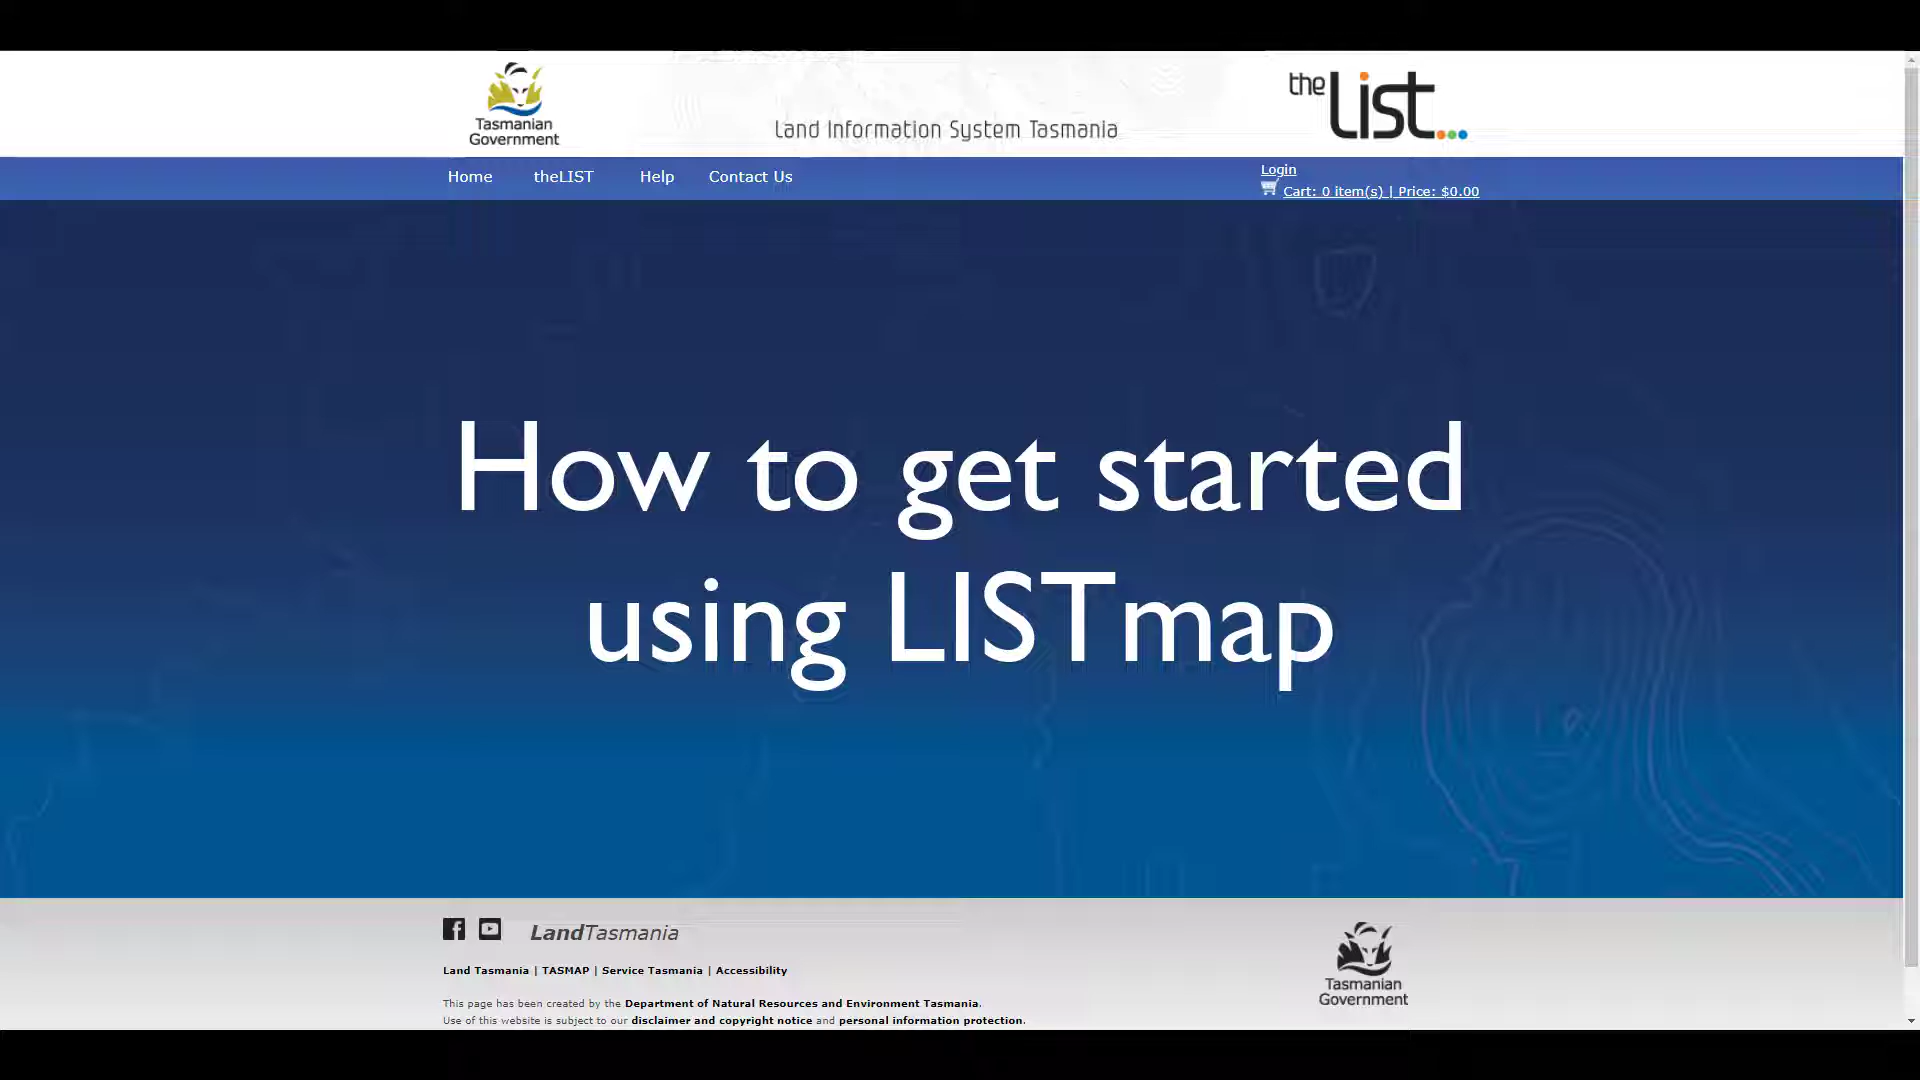 Tasmanian
Government
Land Information System Tasmania
the List...
Home
theLIST
Help
Contact Us
Login
Cart: 0 item(s) | Price: $0.00
How to get started
using LISTmap
LandTasmania
Land Tasmania | TASMAP | Service Tasmania | Accessibility
This page has been created by the Department of Natural Resources and Environment Tasmania.
Use of this website is subject to our disclaimer and copyright notice and personal information protection.
Tasmanian
Government